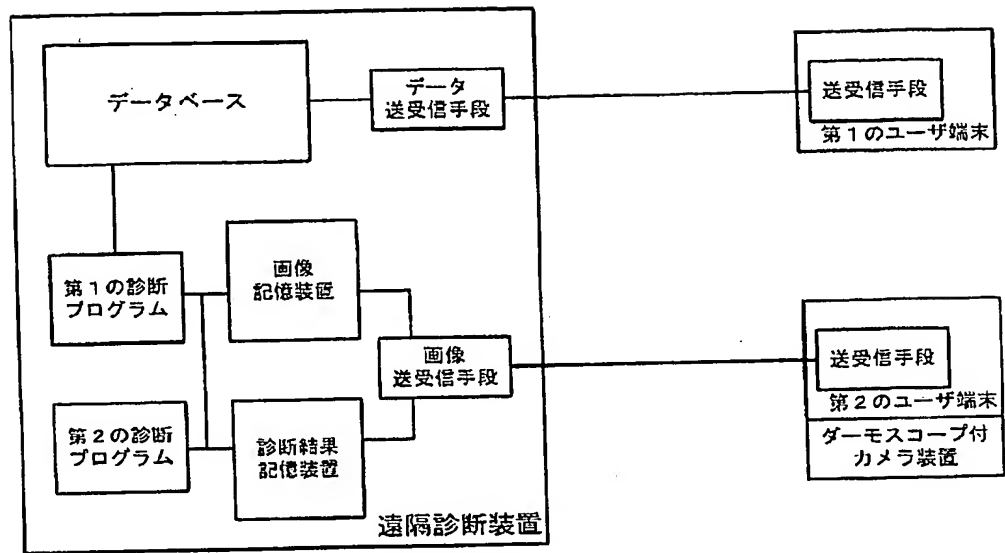 データベース
データ
送受信手段
送受信手段
第1のユーザ端末
第1の診断
プログラム
画像
記憶装置
画像
送受信手段
送受信手段
第2のユーザ端末
ダーモスコープ付
カメラ装置
第2の診断
プログラム
診断結果
記憶装置
遠隔診断装置